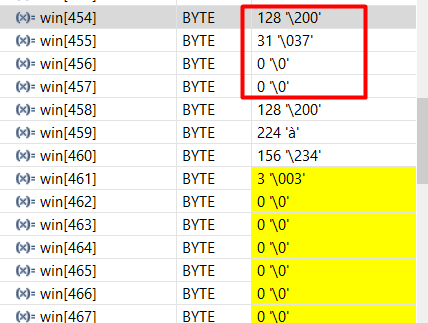 (x)= win[454] BYTE 128 '\200'
(x)= win[455] BYTE 31 '\037'
(x)= win[456] BYTE 0 '\0'
(x)= win[457] BYTE 0 '\0'
(x)= win[458] BYTE 128 '\200'
(x)= win[459] BYTE 224 'à'
(x)= win[460] BYTE 156 '\234'
(x)= win[461] BYTE 3 '\003'
(x)= win[462] BYTE 0 '\0'
(x)= win[463] BYTE 0 '\0'
(x)= win[464] BYTE 0 '\0'
(x)= win[465] BYTE 0 '\0'
(x)= win[466] BYTE 0 '\0'
(x)= win[467] BYTE 0 '\0'